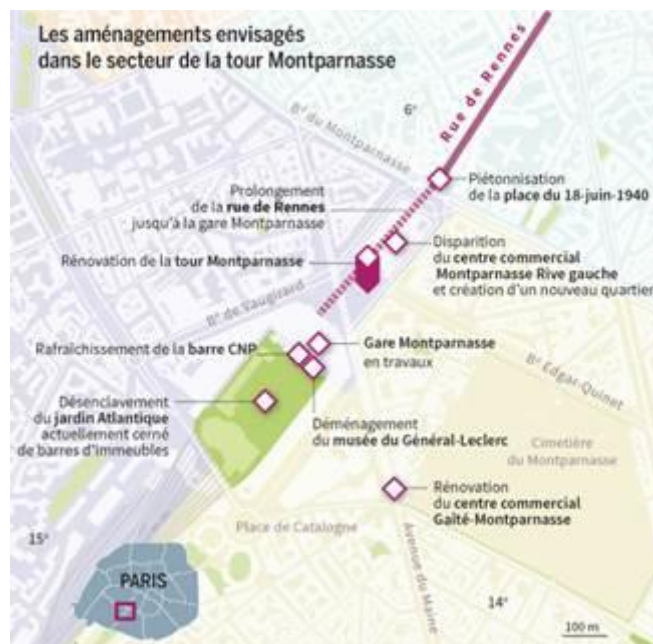 Les aménagements envisagés
dans le secteur de la tour Montparnasse
Rue de Rennes
6e
Bd du Montparnasse
Piétonnisation
de la place du 18-juin-1940
Prolongement
de la rue de Rennes
jusqu'à la gare Montparnasse
Disparition
du centre commercial
Montparnasse Rive gauche
et création d'un nouveau quartier
Rénovation de la tour Montparnasse
Bd de Vaugirard
Gare Montparnasse
en travaux
Rafraîchissement de la barre CNP
Bd Edgar-Quinet
Désenclavement
du jardin Atlantique
actuellement cerné
de barres d'immeubles
Déménagement
du musée du Général-Leclerc
Cimetière
du Montparnasse
Rénovation
du centre commercial
Gaîté-Montparnasse
Place de Catalogne
Avenue du Maine
15e
PARIS
14e
100 m